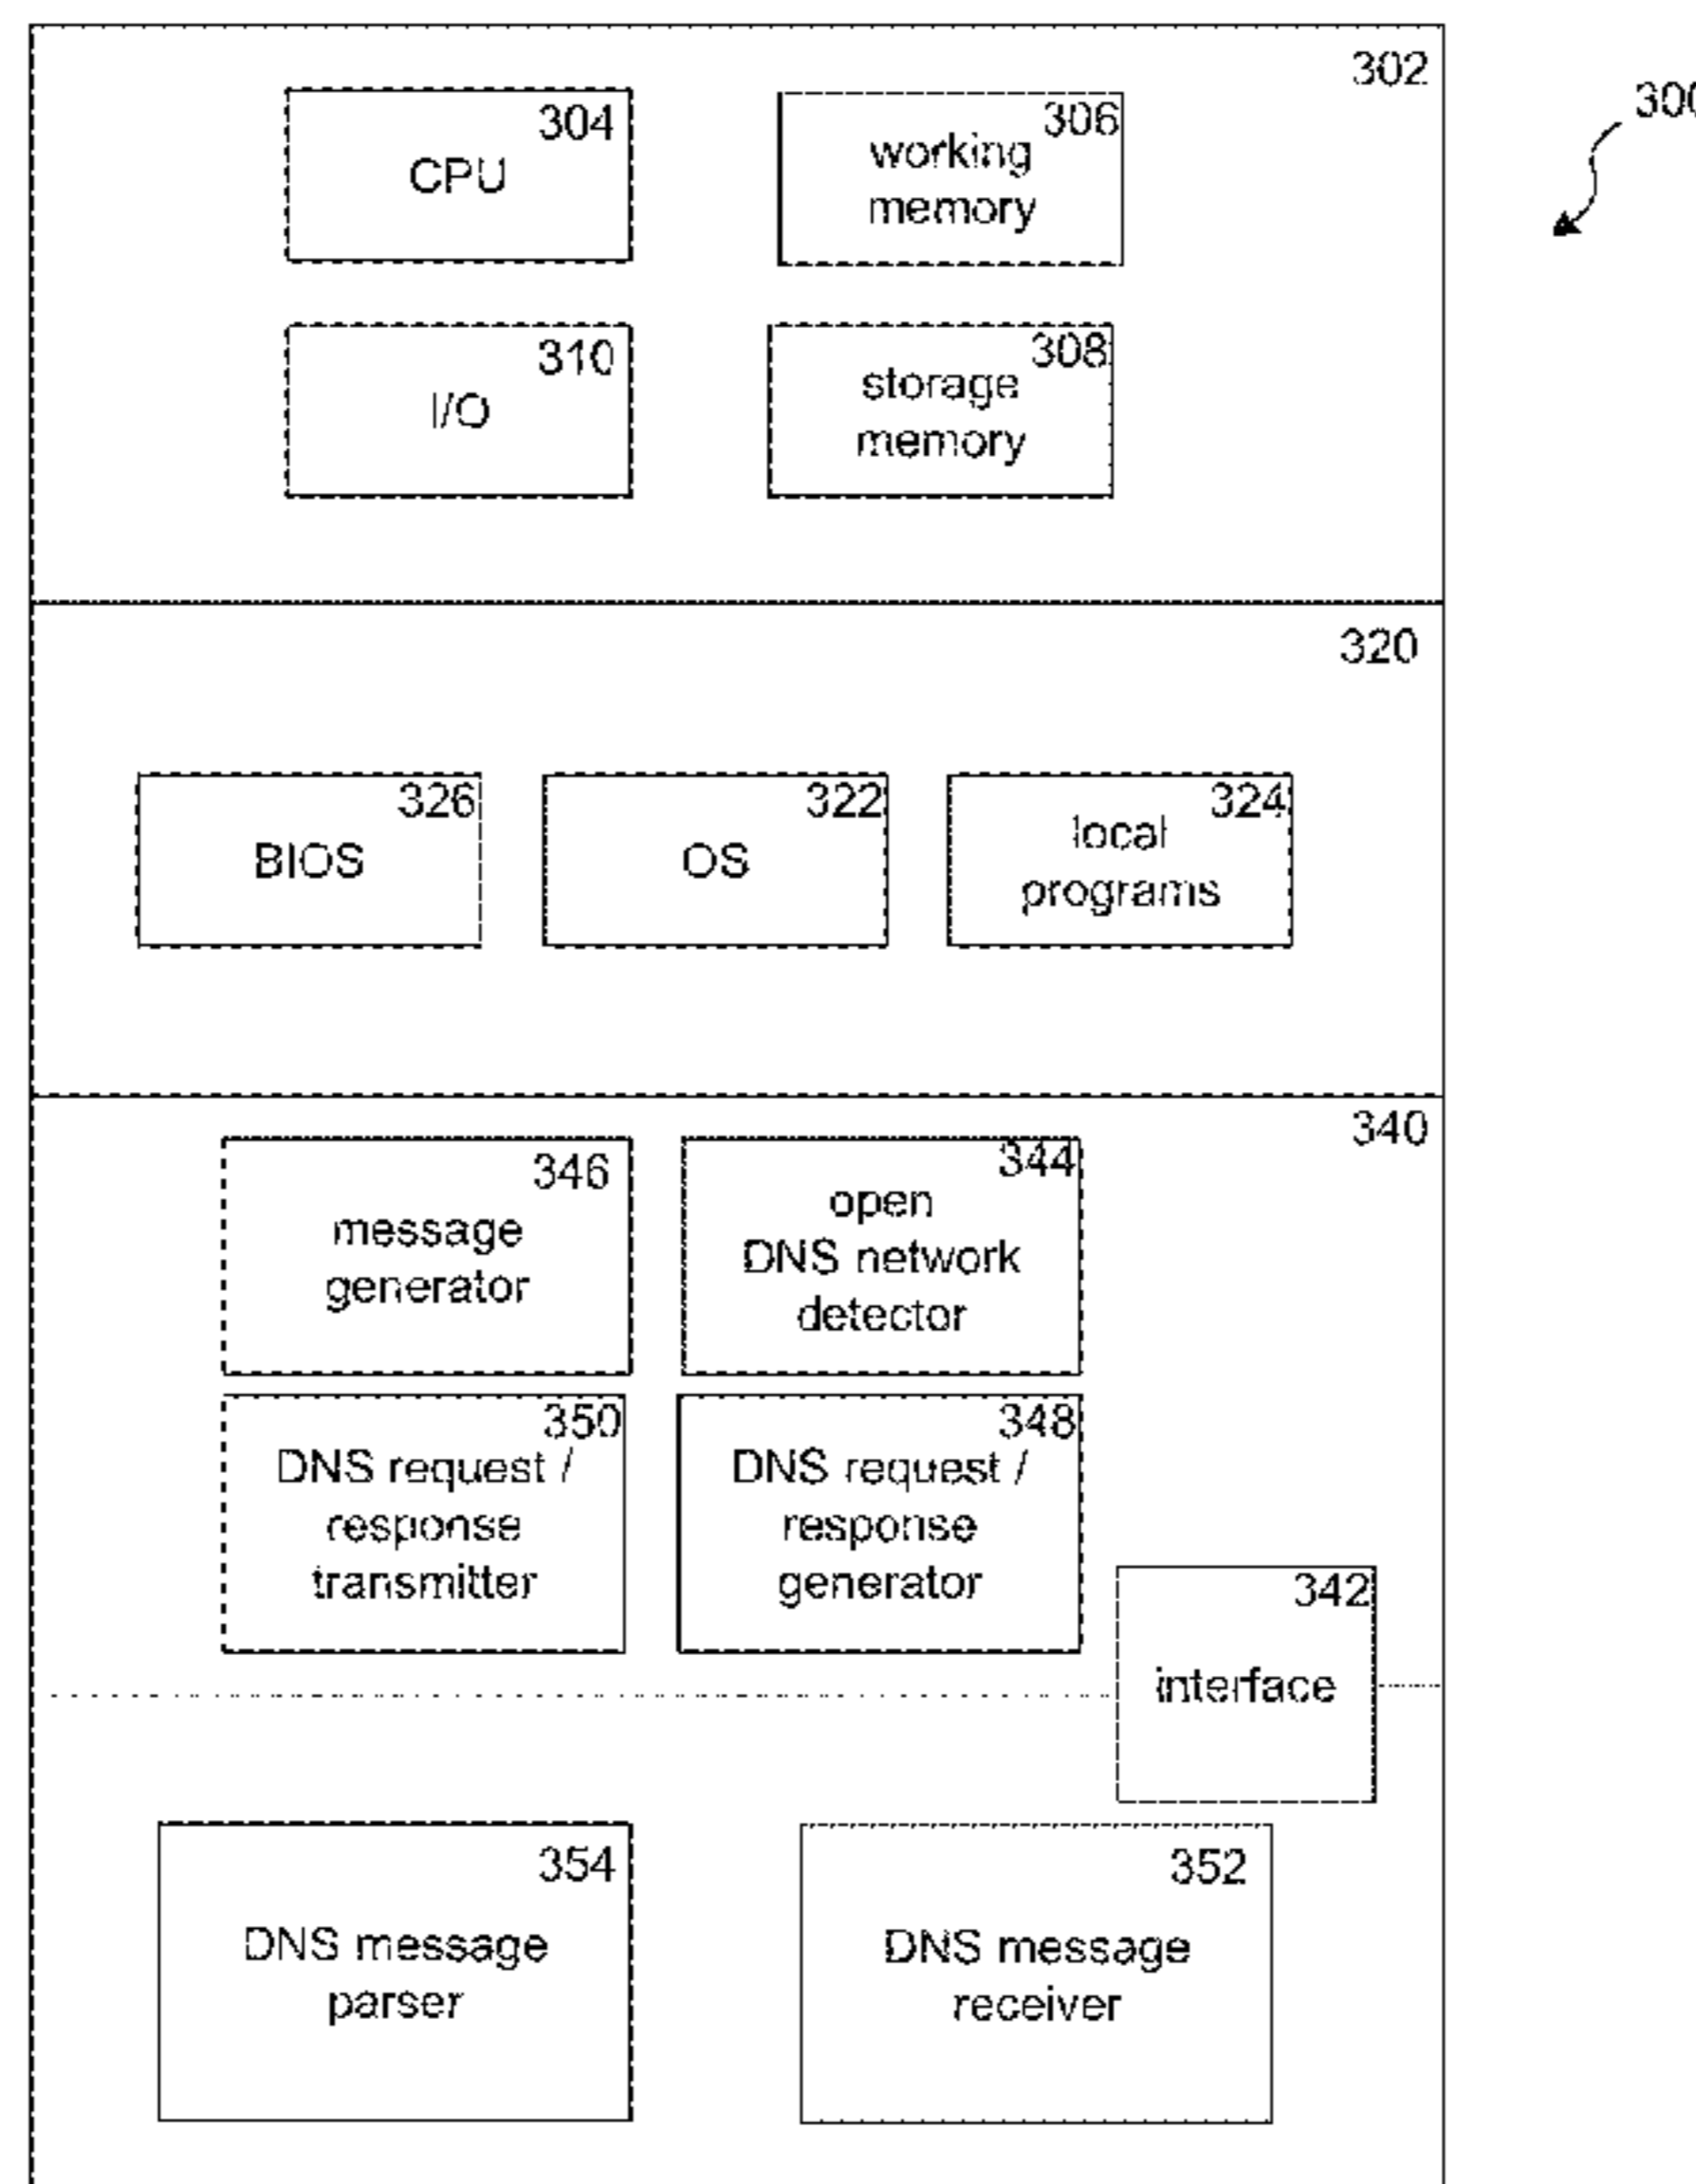 302
300
304
CPU
306
working
memory
310
I/O
308
storage
memory
320
326
BIOS
322
OS
324
local
programs
340
346
message
generator
344
open
DNS network
detector
350
DNS request /
response
transmitter
348
DNS request /
response
generator
342
interface
354
DNS message
parser
352
DNS message
receiver